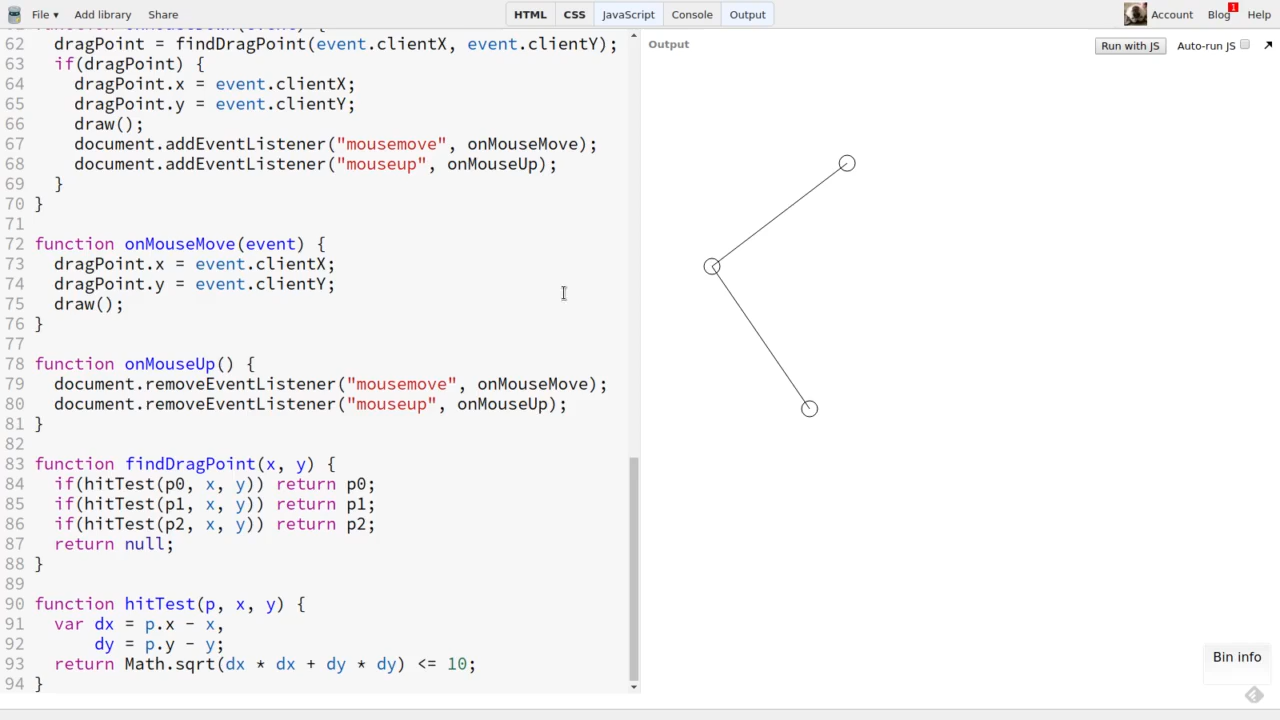 File ▾ Add library Share HTML CSS JavaScript Console Output Account Blog 1 Help
Output Run with JS Auto-run JS
62 dragPoint = findDragPoint(event.clientX, event.clientY);
63 if(dragPoint) {
64 dragPoint.x = event.clientX;
65 dragPoint.y = event.clientY;
66 draw();
67 document.addEventListener("mousemove", onMouseMove);
68 document.addEventListener("mouseup", onMouseUp);
69 }
70 }
71
72 function onMouseMove(event) {
73 dragPoint.x = event.clientX;
74 dragPoint.y = event.clientY;
75 draw();
76 }
77
78 function onMouseUp() {
79 document.removeEventListener("mousemove", onMouseMove);
80 document.removeEventListener("mouseup", onMouseUp);
81 }
82
83 function findDragPoint(x, y) {
84 if(hitTest(p0, x, y)) return p0;
85 if(hitTest(p1, x, y)) return p1;
86 if(hitTest(p2, x, y)) return p2;
87 return null;
88 }
89
90 function hitTest(p, x, y) {
91 var dx = p.x - x,
92 dy = p.y - y;
93 return Math.sqrt(dx * dx + dy * dy) <= 10;
94 }
Bin info